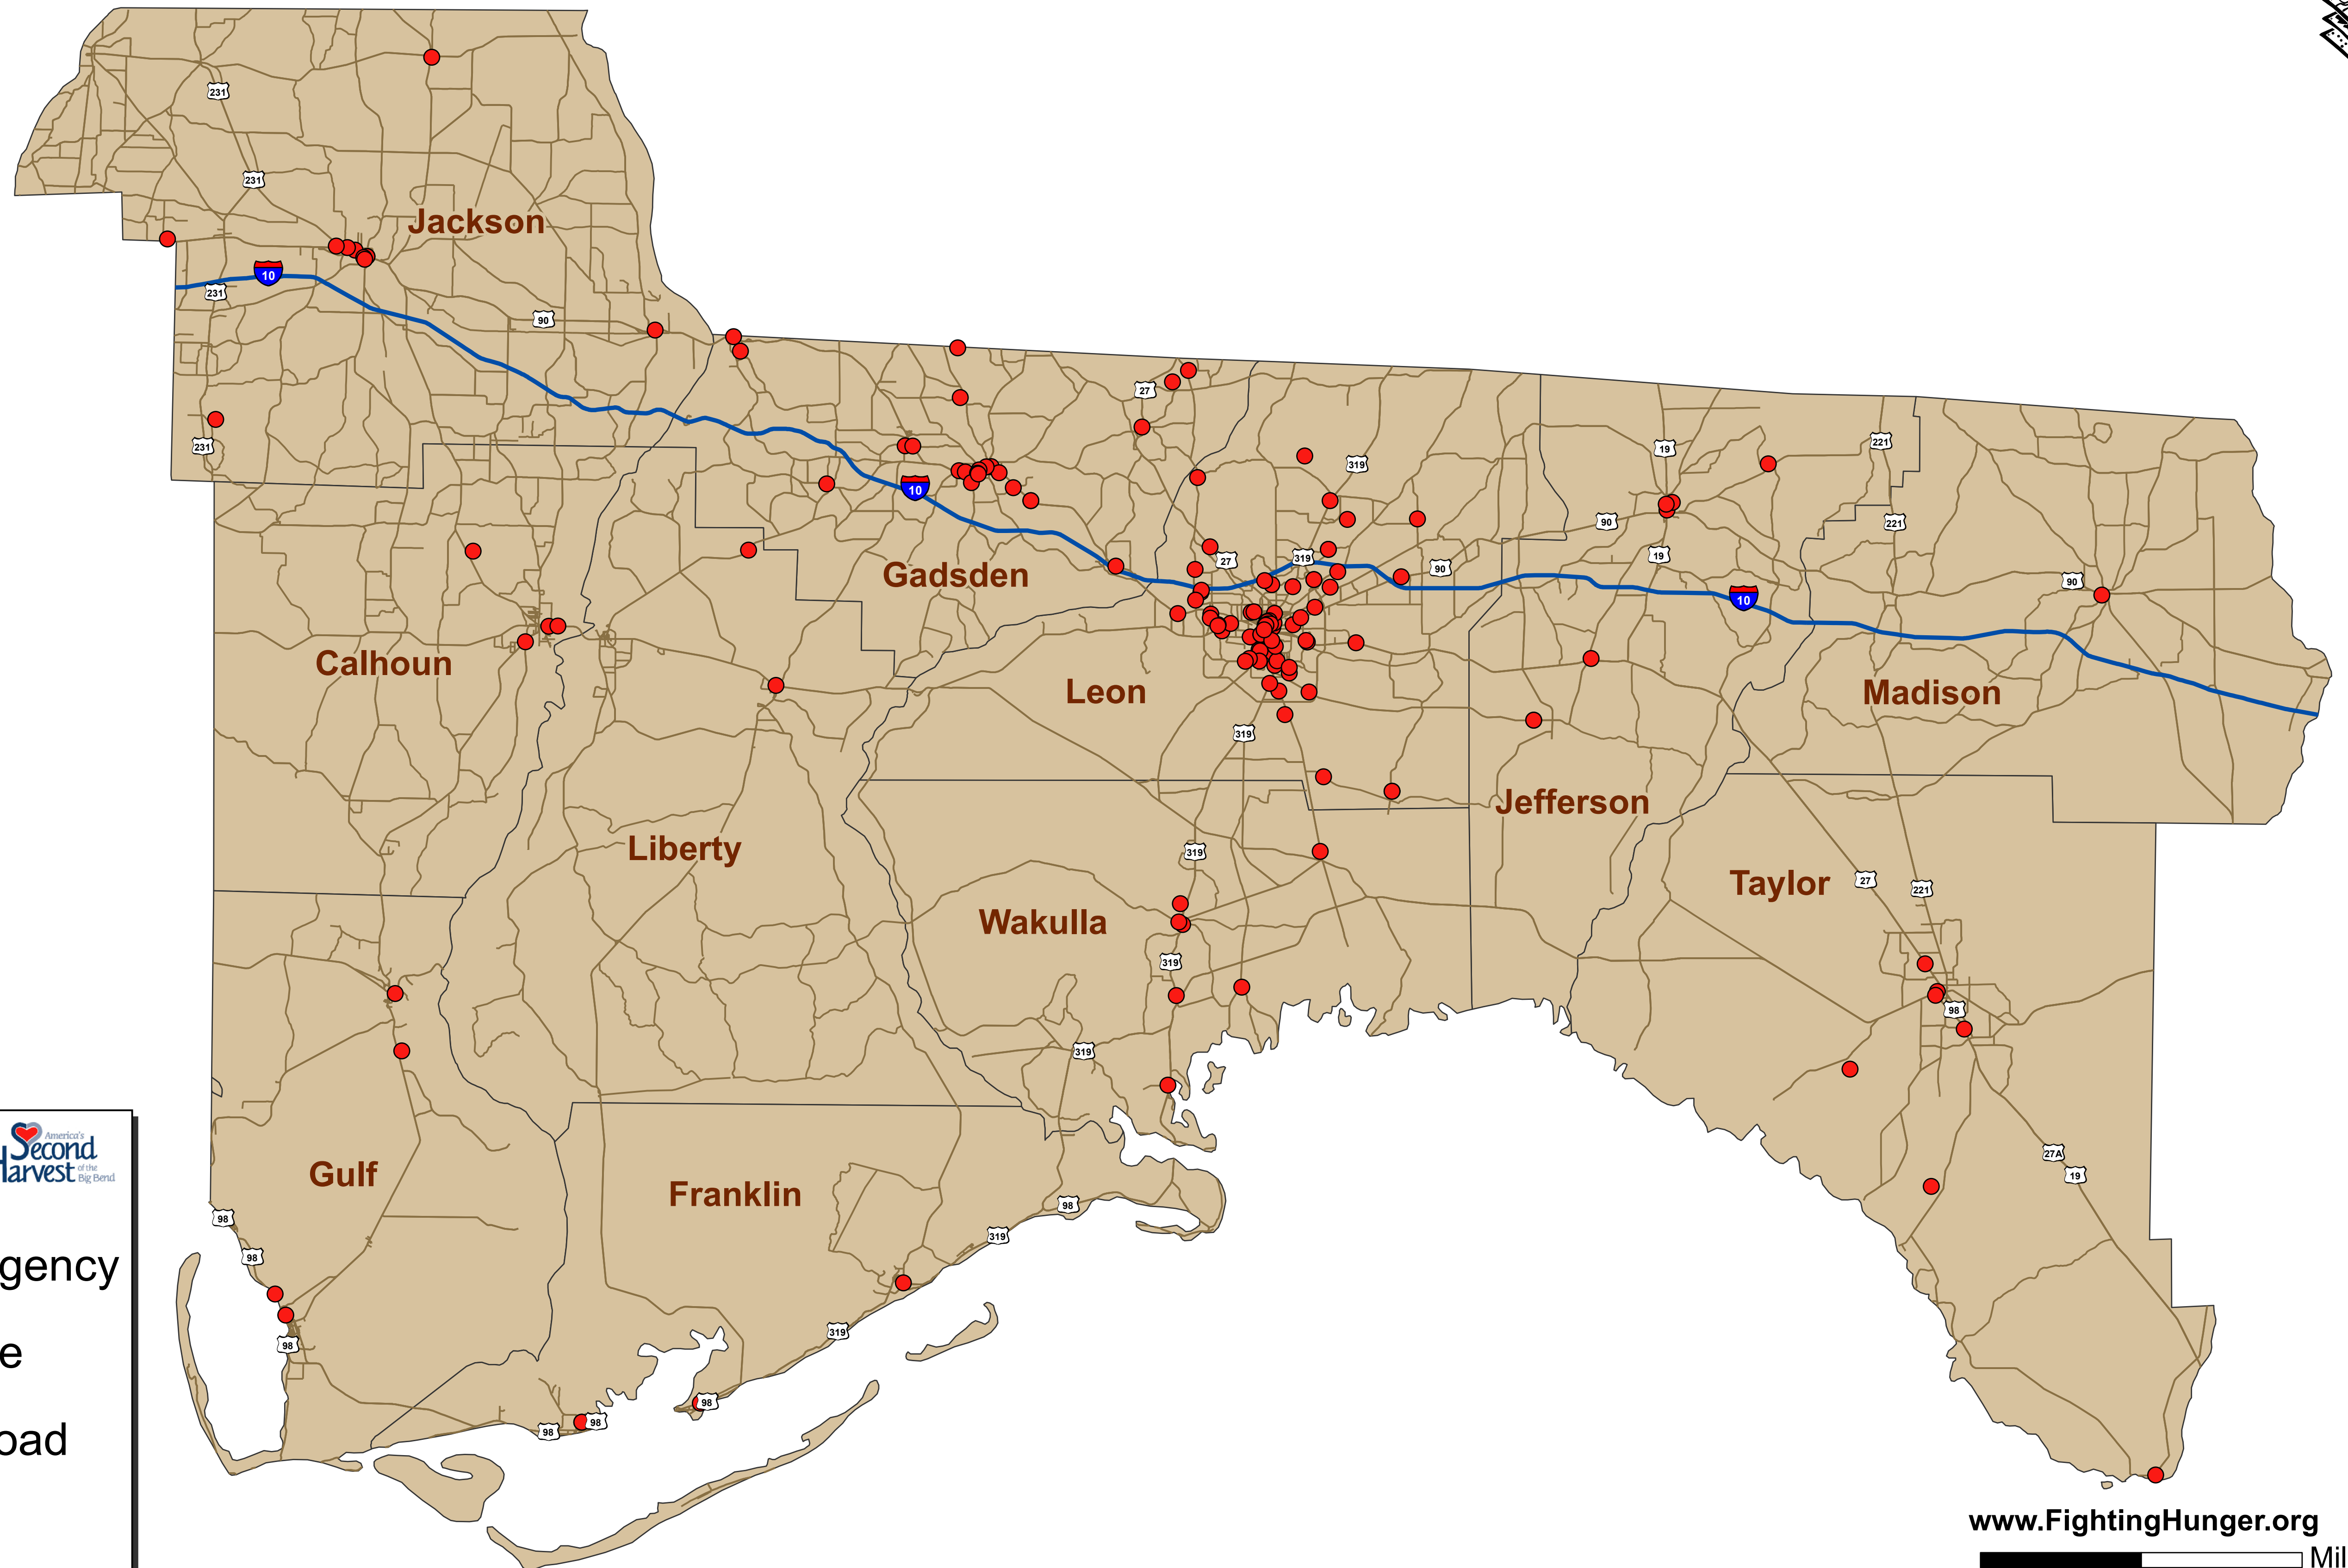 231
231
Jackson
10
231
90
27
231
19
221
319
10
90
221
27
319
90
19
90
Gadsden
10
Calhoun
Leon
Madison
319
Jefferson
Liberty
319
Taylor
27
221
Wakulla
319
98
319
America's
Second
Harvest
of the
Big Bend
27A
19
Gulf
Franklin
98
98
319
98
gency
319
98
e
98
98
98
oad
www.FightingHunger.org
Mil